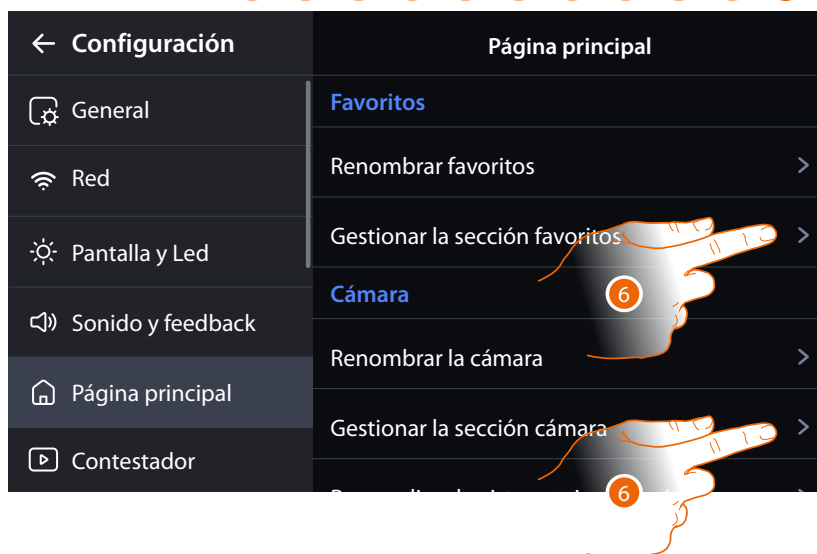 Configuración
Página principal
General
Red
Pantalla y Led
Sonido y feedback
Página principal
Contestador
Favoritos
Renombrar favoritos
Gestionar la sección favoritos
6
Cámara
Renombrar la cámara
Gestionar la sección cámara
6